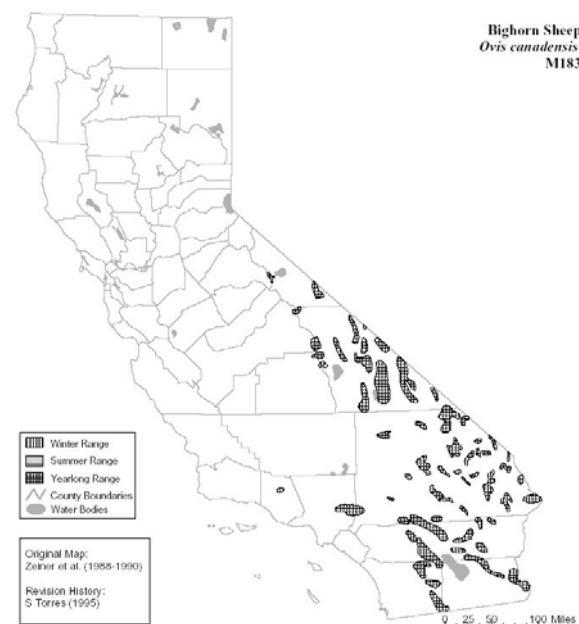 Bighorn Sheep
Ovis canadensis
M183
Winter Range
Summer Range
Yearlong Range
County Boundaries
Water Bodies
Original Map:
Zeiner et al. (1988-1990)
Revision History:
S Torres (1995)
0 25 50 100 Miles